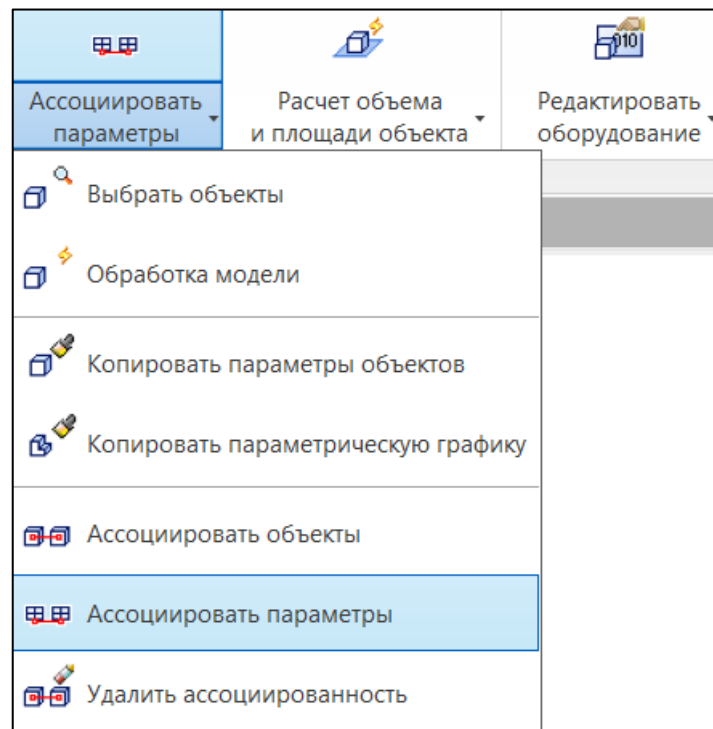 010
Ассоциировать
параметры
Расчет объема
и площади объекта
Редактировать
оборудование
Выбрать объекты
Обработка модели
Копировать параметры объектов
Копировать параметрическую графику
Ассоциировать объекты
Ассоциировать параметры
Удалить ассоциированность